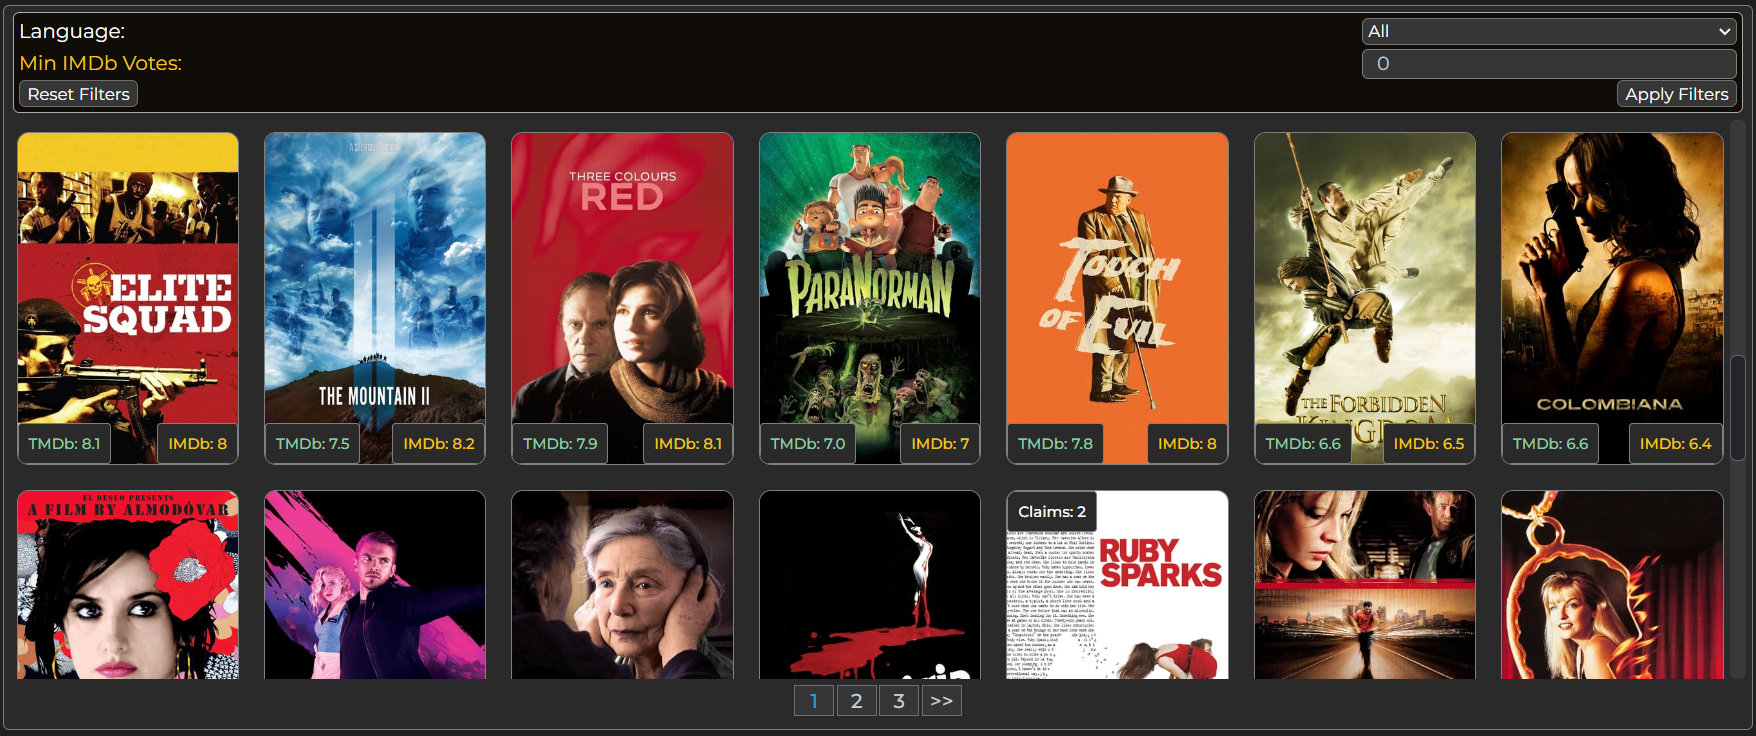 Language:
All
Min IMDb Votes:
0
Reset Filters
Apply Filters
ELITE
SQUAD
TMDb: 8.1
IMDb: 8
THE MOUNTAIN II
TMDb: 7.5
IMDb: 8.2
THREE COLOURS
RED
TMDb: 7.9
IMDb: 8.1
PARANORMAN
TMDb: 7.0
IMDb: 7
TOUCH
OF EVIL
TMDb: 7.8
IMDb: 8
THE FORBIDDEN
KINGDOM
TMDb: 6.6
IMDb: 6.5
COLOMBIANA
TMDb: 6.6
IMDb: 6.4
EL DESEO PRESENTS
A FILM BY ALMODÓVAR
Claims: 2
RUBY
SPARKS
1
2
3
>>